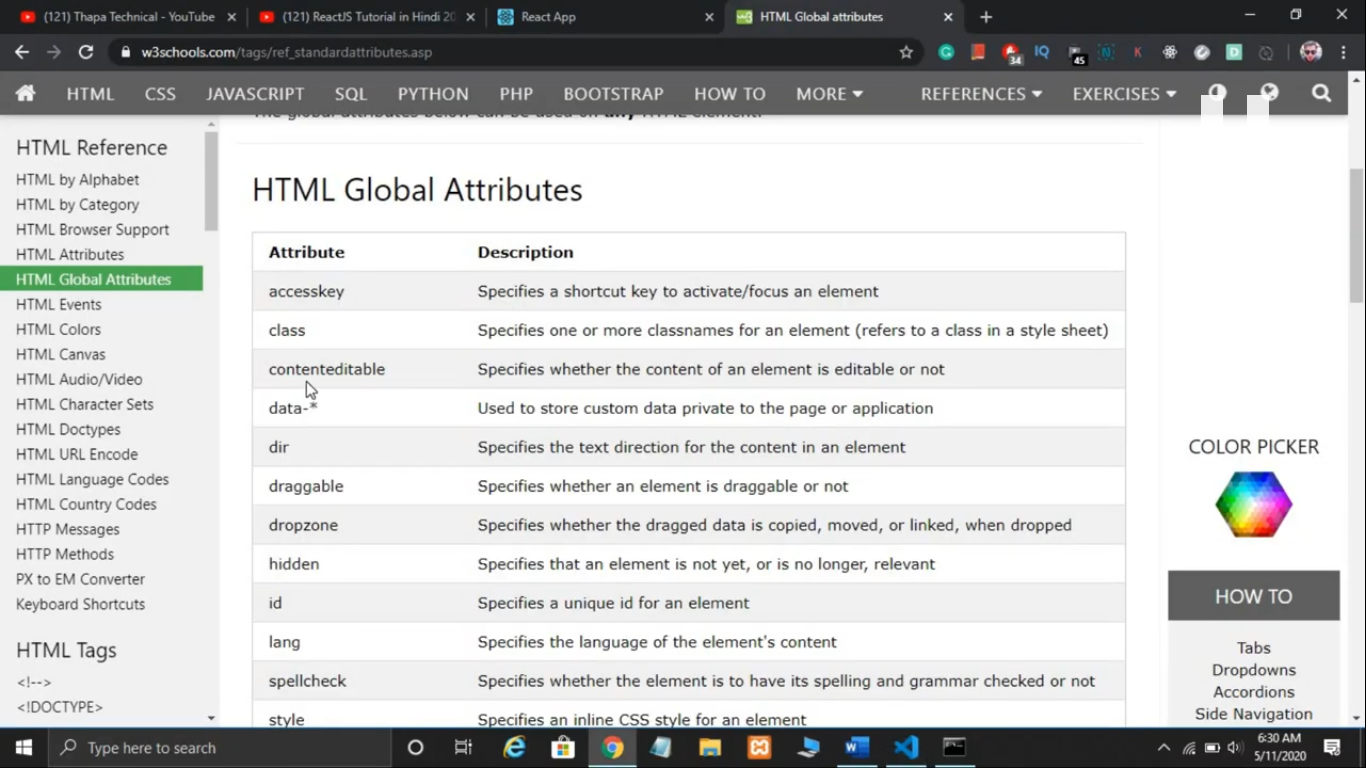 (121) Thapa Technical - YouTube
(121) ReactJS Tutorial in Hindi 20
React App
HTML Global attributes
w3schools.com/tags/ref_standardattributes.asp
34
IQ
45
N
K
D
HTML
CSS
JAVASCRIPT
SQL
PYTHON
PHP
BOOTSTRAP
HOW TO
MORE
REFERENCES
EXERCISES
The global attributes below can be used on any HTML element.
HTML Reference
HTML by Alphabet
HTML by Category
HTML Browser Support
HTML Attributes
HTML Global Attributes
HTML Events
HTML Colors
HTML Canvas
HTML Audio/Video
HTML Character Sets
HTML Doctypes
HTML URL Encode
HTML Language Codes
HTML Country Codes
HTTP Messages
HTTP Methods
PX to EM Converter
Keyboard Shortcuts
HTML Tags
<!-->
<!DOCTYPE>
HTML Global Attributes
Attribute Description
accesskey Specifies a shortcut key to activate/focus an element
class Specifies one or more classnames for an element (refers to a class in a style sheet)
contenteditable Specifies whether the content of an element is editable or not
data-* Used to store custom data private to the page or application
dir Specifies the text direction for the content in an element
draggable Specifies whether an element is draggable or not
dropzone Specifies whether the dragged data is copied, moved, or linked, when dropped
hidden Specifies that an element is not yet, or is no longer, relevant
id Specifies a unique id for an element
lang Specifies the language of the element's content
spellcheck Specifies whether the element is to have its spelling and grammar checked or not
style Specifies an inline CSS style for an element
COLOR PICKER
HOW TO
Tabs
Dropdowns
Accordions
Side Navigation
Type here to search
6:30 AM
5/11/2020